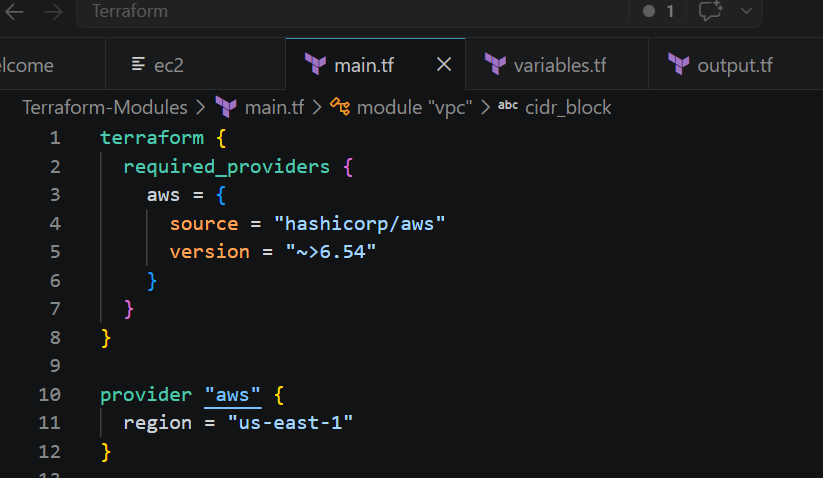 Terraform
1
lcome
ec2
main.tf
variables.tf
output.tf
Terraform-Modules > main.tf > module "vpc" > abc cidr_block
1 terraform {
2 required_providers {
3 aws = {
4 source = "hashicorp/aws"
5 version = "~>6.54"
6 }
7 }
8 }
9
10 provider "aws" {
11 region = "us-east-1"
12 }